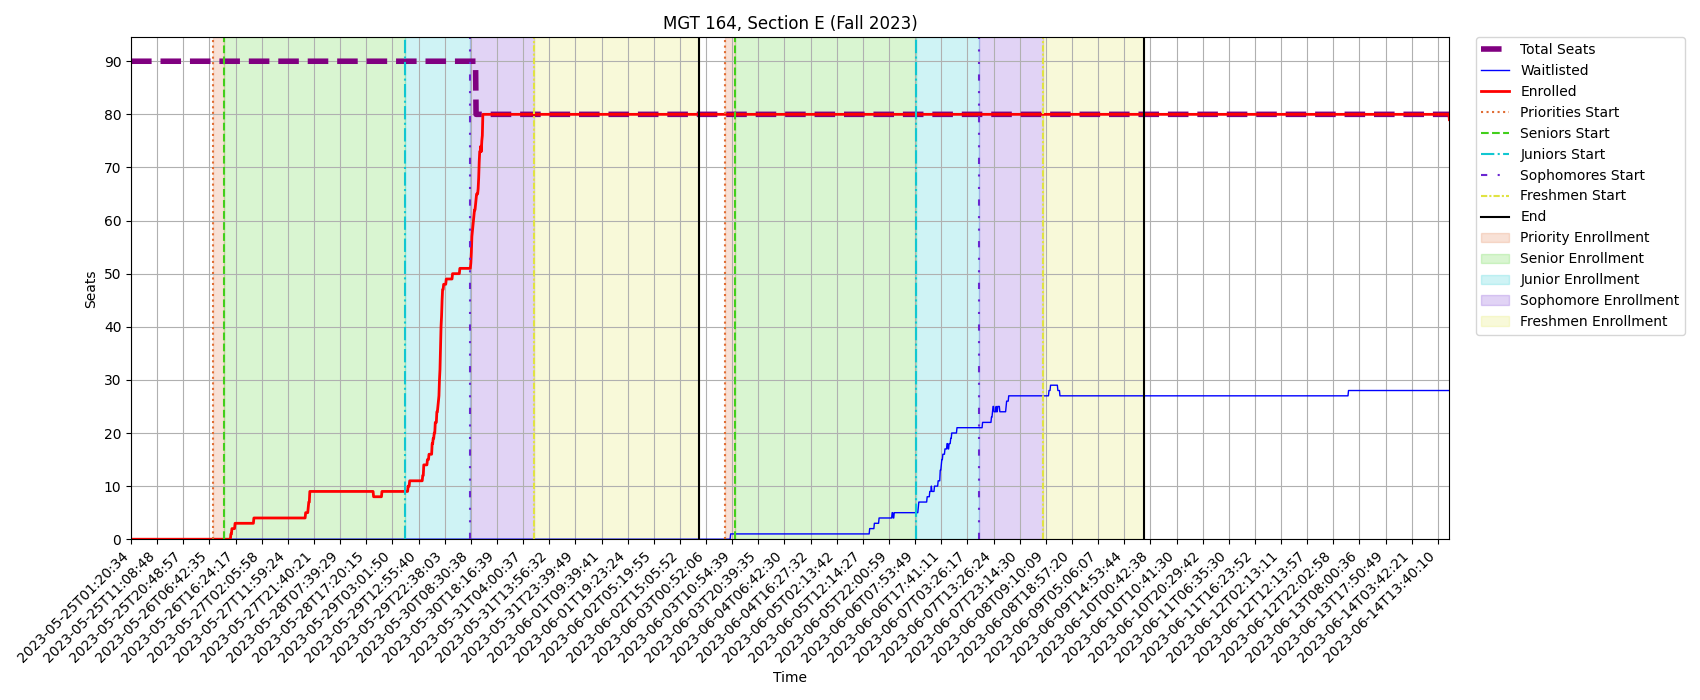 MGT 164, Section E (Fall 2023)
Seats
90
80
70
60
50
40
30
20
10
0
2023-05-25T01:20:34
2023-05-25T11:08:48
2023-05-25T20:48:57
2023-05-26T06:42:35
2023-05-26T16:24:17
2023-05-27T02:05:58
2023-05-27T11:59:24
2023-05-27T21:40:21
2023-05-28T07:39:29
2023-05-28T17:20:15
2023-05-29T03:01:50
2023-05-29T12:55:40
2023-05-29T22:38:03
2023-05-30T08:30:38
2023-05-30T18:16:39
2023-05-31T04:00:37
2023-05-31T13:56:32
2023-05-31T23:39:49
2023-06-01T09:39:41
2023-06-01T19:23:24
2023-06-02T05:19:55
2023-06-02T15:05:52
2023-06-03T00:52:06
2023-06-03T10:54:39
2023-06-03T20:39:35
2023-06-04T06:42:30
2023-06-04T16:27:32
2023-06-05T02:13:42
2023-06-05T12:14:27
2023-06-05T22:00:59
2023-06-06T07:53:49
2023-06-06T17:41:11
2023-06-07T03:26:17
2023-06-07T13:26:24
2023-06-07T23:14:30
2023-06-08T09:10:09
2023-06-08T18:57:20
2023-06-09T05:06:07
2023-06-09T14:53:44
2023-06-10T00:42:38
2023-06-10T10:41:30
2023-06-10T20:29:42
2023-06-11T06:35:30
2023-06-11T16:23:52
2023-06-12T02:13:11
2023-06-12T12:13:57
2023-06-12T22:02:58
2023-06-13T08:00:36
2023-06-13T17:50:49
2023-06-14T03:42:21
2023-06-14T13:40:10
Time
Total Seats
Waitlisted
Enrolled
Priorities Start
Seniors Start
Juniors Start
Sophomores Start
Freshmen Start
End
Priority Enrollment
Senior Enrollment
Junior Enrollment
Sophomore Enrollment
Freshmen Enrollment